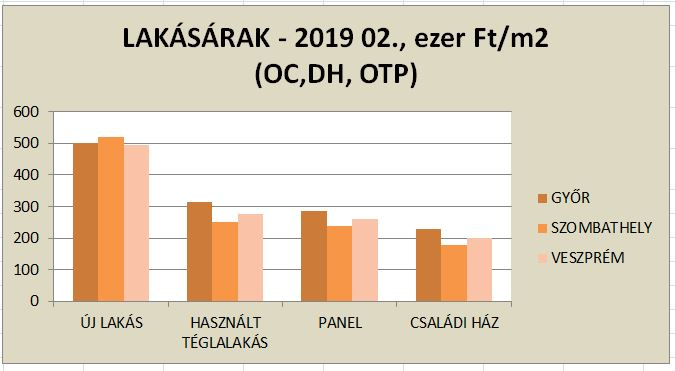 LAKÁSÁRAK - 2019 02., ezer Ft/m2
(OC,DH, OTP)
600
500
400
300
200
100
0
ÚJ LAKÁS
HASZNÁLT
TÉGLALAKÁS
PANEL
CSALÁDI HÁZ
GYŐR
SZOMBATHELY
VESZPRÉM